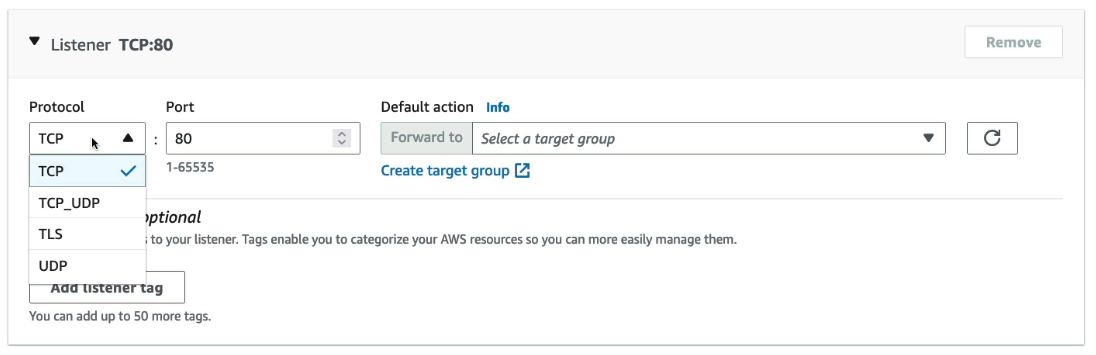 Listener TCP:80
Remove
Protocol
Port
Default action Info
TCP
:
80
Forward to
Select a target group
1-65535
Create target group
TCP
TCP_UDP
TLS
UDP
optional
s to your listener. Tags enable you to categorize your AWS resources so you can more easily manage them.
Add listener tag
You can add up to 50 more tags.